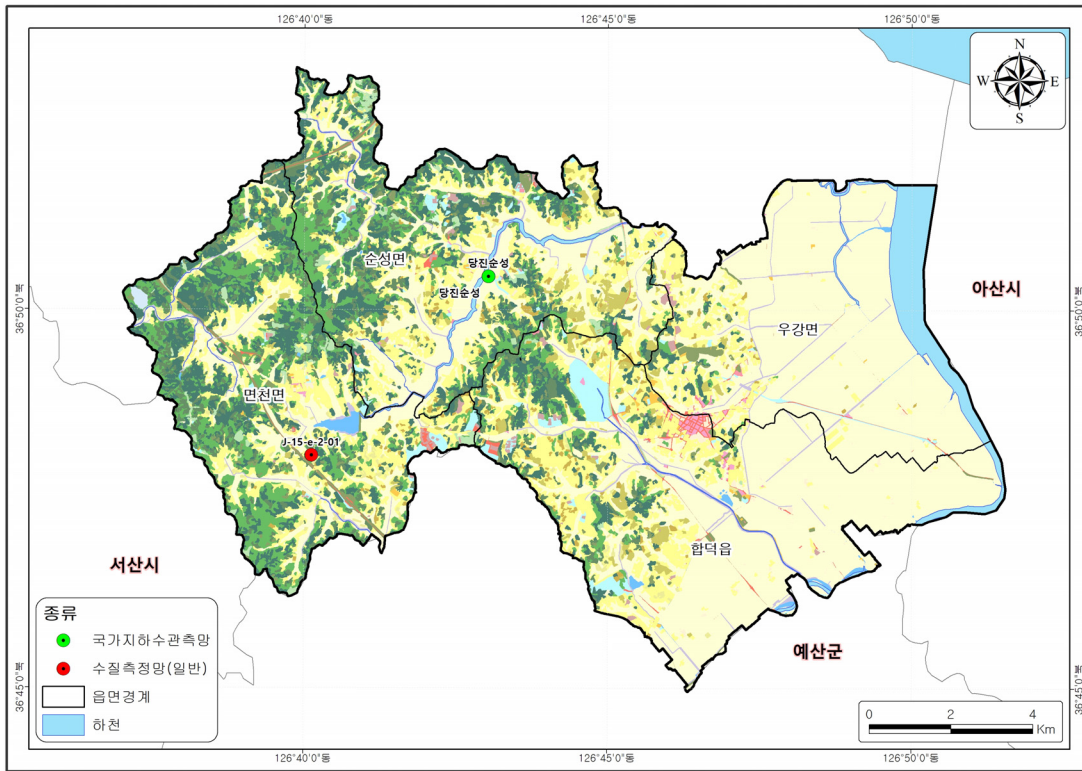 126°40'0"동
126°45'0"동
126°50'0"동
N
W
E
S
순성면
당진순성
당진순성
아산시
36°50'0"북
36°50'0"북
우강면
면천면
J-15-e-2-01
합덕읍
서산시
예산군
종류
국가지하수관측망
수질측정망(일반)
읍면경계
하천
36°45'0"북
36°45'0"북
0 2 4
Km
126°40'0"동
126°45'0"동
126°50'0"동